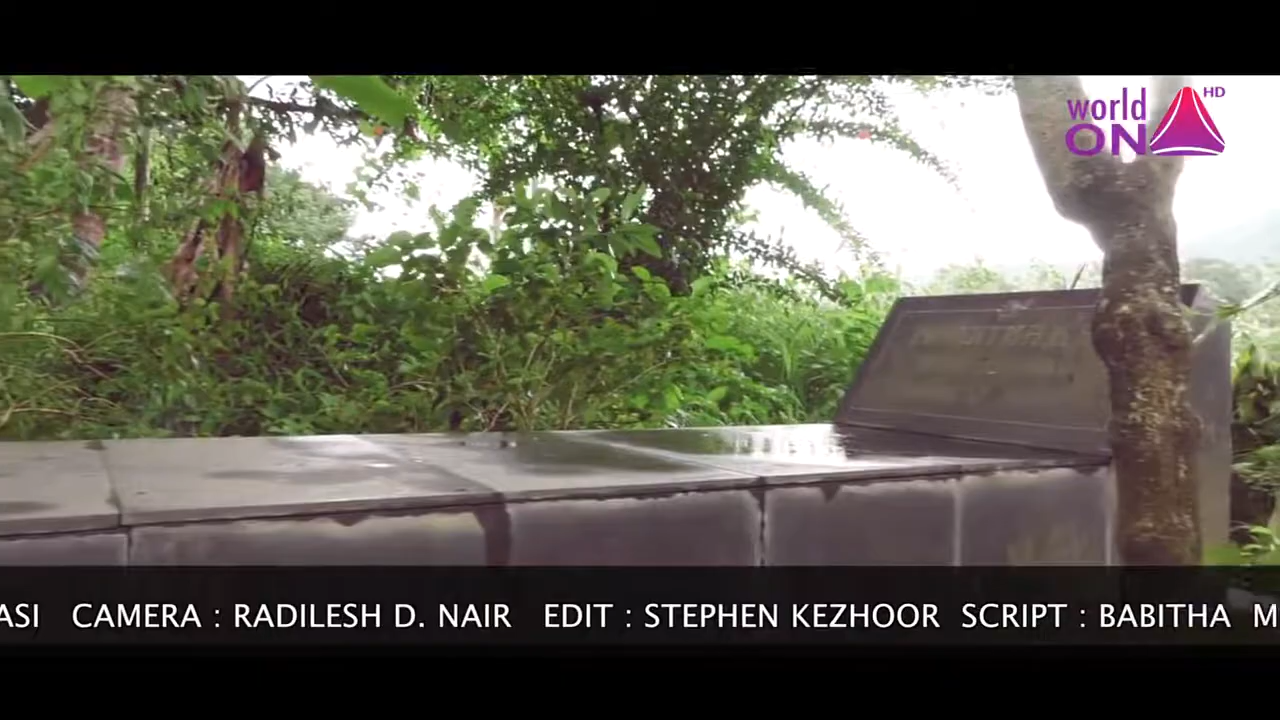 world HD
ON
ASI CAMERA : RADILESH D. NAIR EDIT : STEPHEN KEZHOOR SCRIPT : BABITHA M